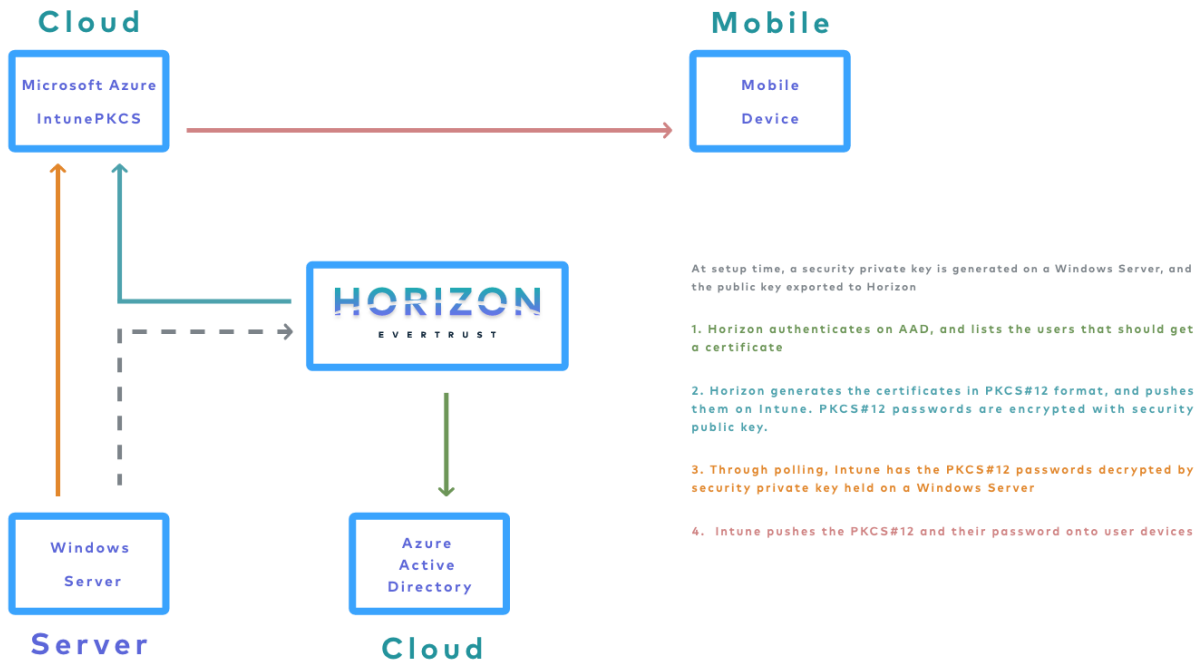 Cloud
Mobile
Microsoft Azure
IntunePKCS
Mobile
Device
HORIZON
EVERTRUST
At setup time, a security private key is generated on a Windows Server, and
the public key exported to Horizon
1. Horizon authenticates on AAD, and lists the users that should get
a certificate
2. Horizon generates the certificates in PKCS#12 format, and pushes
them on Intune. PKCS#12 passwords are encrypted with security
public key.
3. Through polling, Intune has the PKCS#12 passwords decrypted by
security private key held on a Windows Server
4. Intune pushes the PKCS#12 and their password onto user devices
Windows
Server
Azure
Active
Directory
Server
Cloud